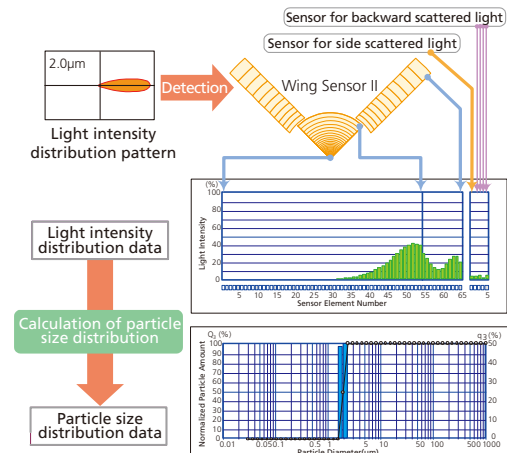 Sensor for backward scattered light
Sensor for side scattered light
2.0μm
Detection
Wing Sensor II
Light intensity
distribution pattern
(%)
100
80
60
40
20
0
Light Intensity
5 10 15 20 25 30 35 40 45 50 55 60 65 5
Sensor Element Number
Light intensity
distribution data
Calculation of particle
size distribution
Particle size
distribution data
Q3 (%)
q3 (%)
100
90
80
70
60
50
40
30
20
10
0
50
40
30
20
10
0
Normalized Particle Amount
0.01 0.05 0.1 0.5 1 5 10 50 100 500 1000
Particle Diameter(μm)